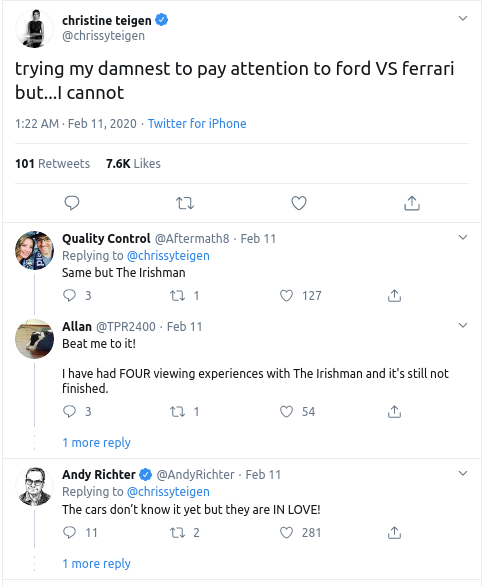 christine teigen
@chrissyteigen
trying my damnest to pay attention to ford VS ferrari
but...I cannot
1:22 AM · Feb 11, 2020 · Twitter for iPhone
101 Retweets 7.6K Likes
Quality Control @Aftermath8 · Feb 11
Replying to @chrissyteigen
Same but The Irishman
3 1 127
Allan @TPR2400 · Feb 11
Beat me to it!
I have had FOUR viewing experiences with The Irishman and it's still not
finished.
3 1 54
1 more reply
Andy Richter @AndyRichter · Feb 11
Replying to @chrissyteigen
The cars don’t know it yet but they are IN LOVE!
11 2 281
1 more reply